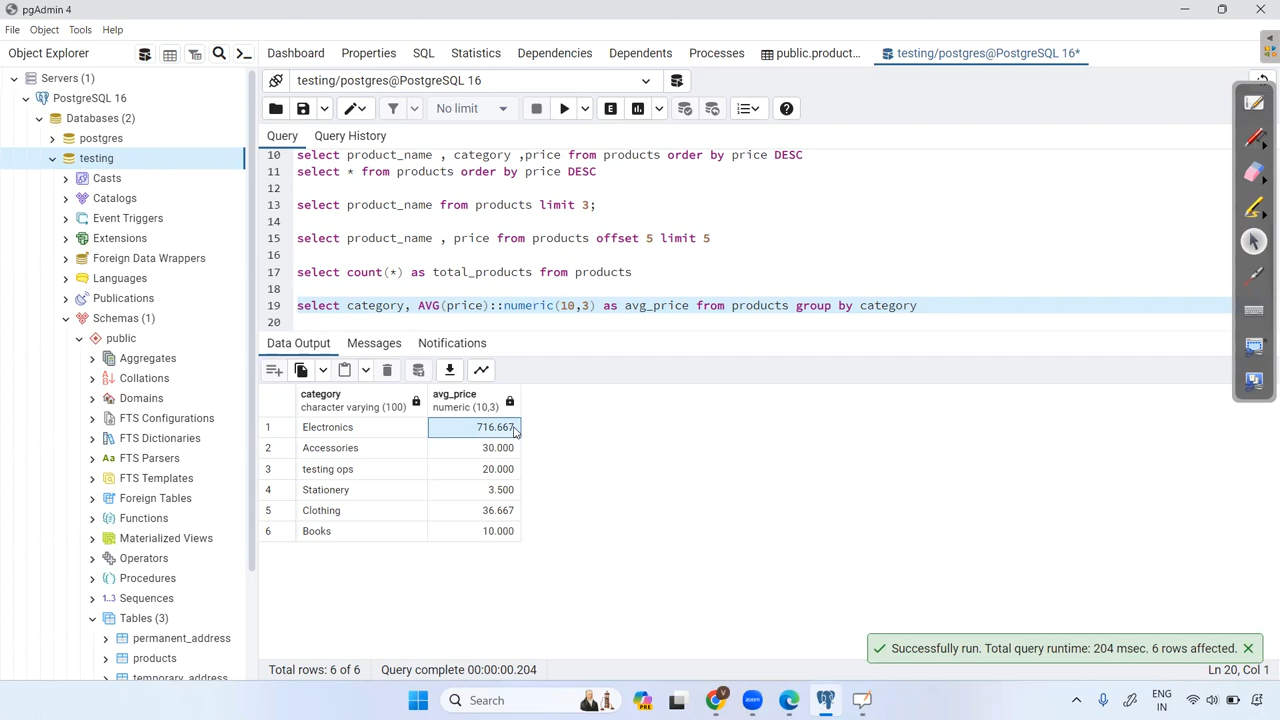 pgAdmin 4
File Object Tools Help
Object Explorer
Dashboard Properties SQL Statistics Dependencies Dependents Processes public.product... testing/postgres@PostgreSQL 16*
Servers (1)
PostgreSQL 16
Databases (2)
postgres
testing
Casts
Catalogs
Event Triggers
Extensions
Foreign Data Wrappers
Languages
Publications
Schemas (1)
public
Aggregates
Collations
Domains
FTS Configurations
FTS Dictionaries
FTS Parsers
FTS Templates
Foreign Tables
Functions
Materialized Views
Operators
Procedures
Sequences
Tables (3)
permanent_address
products
temporary_address
testing/postgres@PostgreSQL 16
No limit
Query Query History
10 select product_name , category ,price from products order by price DESC
11 select * from products order by price DESC
12
13 select product_name from products limit 3;
14
15 select product_name , price from products offset 5 limit 5
16
17 select count(*) as total_products from products
18
19 select category, AVG(price)::numeric(10,3) as avg_price from products group by category
20
Data Output Messages Notifications
category avg_price
character varying (100) numeric (10,3)
1 Electronics 716.667
2 Accessories 30.000
3 testing ops 20.000
4 Stationery 3.500
5 Clothing 36.667
6 Books 10.000
Successfully run. Total query runtime: 204 msec. 6 rows affected.
Total rows: 6 of 6 Query complete 00:00:00.204 Ln 20, Col 1
Search
ENG
IN